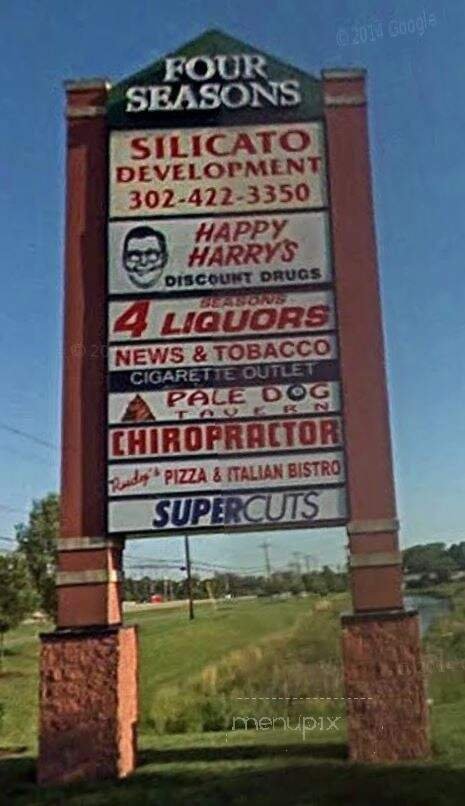 © 2014 Google
FOUR
SEASONS
SILICATO
DEVELOPMENT
302-422-3350
HAPPY
HARRY'S
DISCOUNT DRUGS
SEASONS
4 LIQUORS
NEWS & TOBACCO
CIGARETTE OUTLET
PALE DOG
TAVERN
CHIROPRACTOR
Rudy's PIZZA & ITALIAN BISTRO
SUPERCUTS
menupix